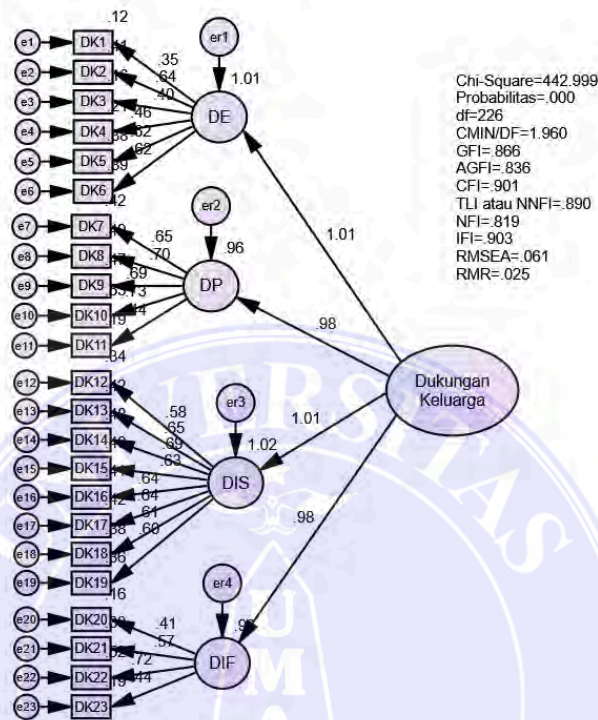 .12
e1 DK1
e2 DK2
e3 DK3
e4 DK4
e5 DK5
e6 DK6
.35
.64
.40
.46
.62
.62
er1
1.01
DE
.42
e7 DK7
e8 DK8
e9 DK9
e10 DK10
e11 DK11
.65
.70
.69
.73
.44
er2
.96
DP
.34
e12 DK12
e13 DK13
e14 DK14
e15 DK15
e16 DK16
e17 DK17
e18 DK18
e19 DK19
.58
.65
.69
.63
.64
.64
.61
.60
er3
1.02
DIS
.16
e20 DK20
e21 DK21
e22 DK22
e23 DK23
.41
.57
.72
.44
er4
DIF
1.01
.98
1.01
.98
Dukungan
Keluarga
Chi-Square=442.999
Probabilitas=.000
df=226
CMIN/DF=1.960
GFI=.866
AGFI=.836
CFI=.901
TLI atau NNFI=.890
NFI=.819
IFI=.903
RMSEA=.061
RMR=.025